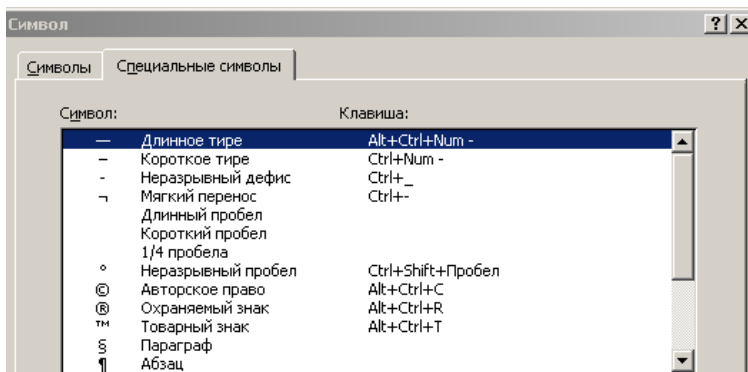 Символ
Символы Специальные символы
Символ: Клавиша:
— Длинное тире Alt+Ctrl+Num -
– Короткое тире Ctrl+Num -
- Неразрывный дефис Ctrl+_
¬ Мягкий перенос Ctrl+-
Длинный пробел
Короткий пробел
1/4 пробела
° Неразрывный пробел Ctrl+Shift+Пробел
© Авторское право Alt+Ctrl+C
® Охраняемый знак Alt+Ctrl+R
™ Товарный знак Alt+Ctrl+T
§ Параграф
¶ Абзац